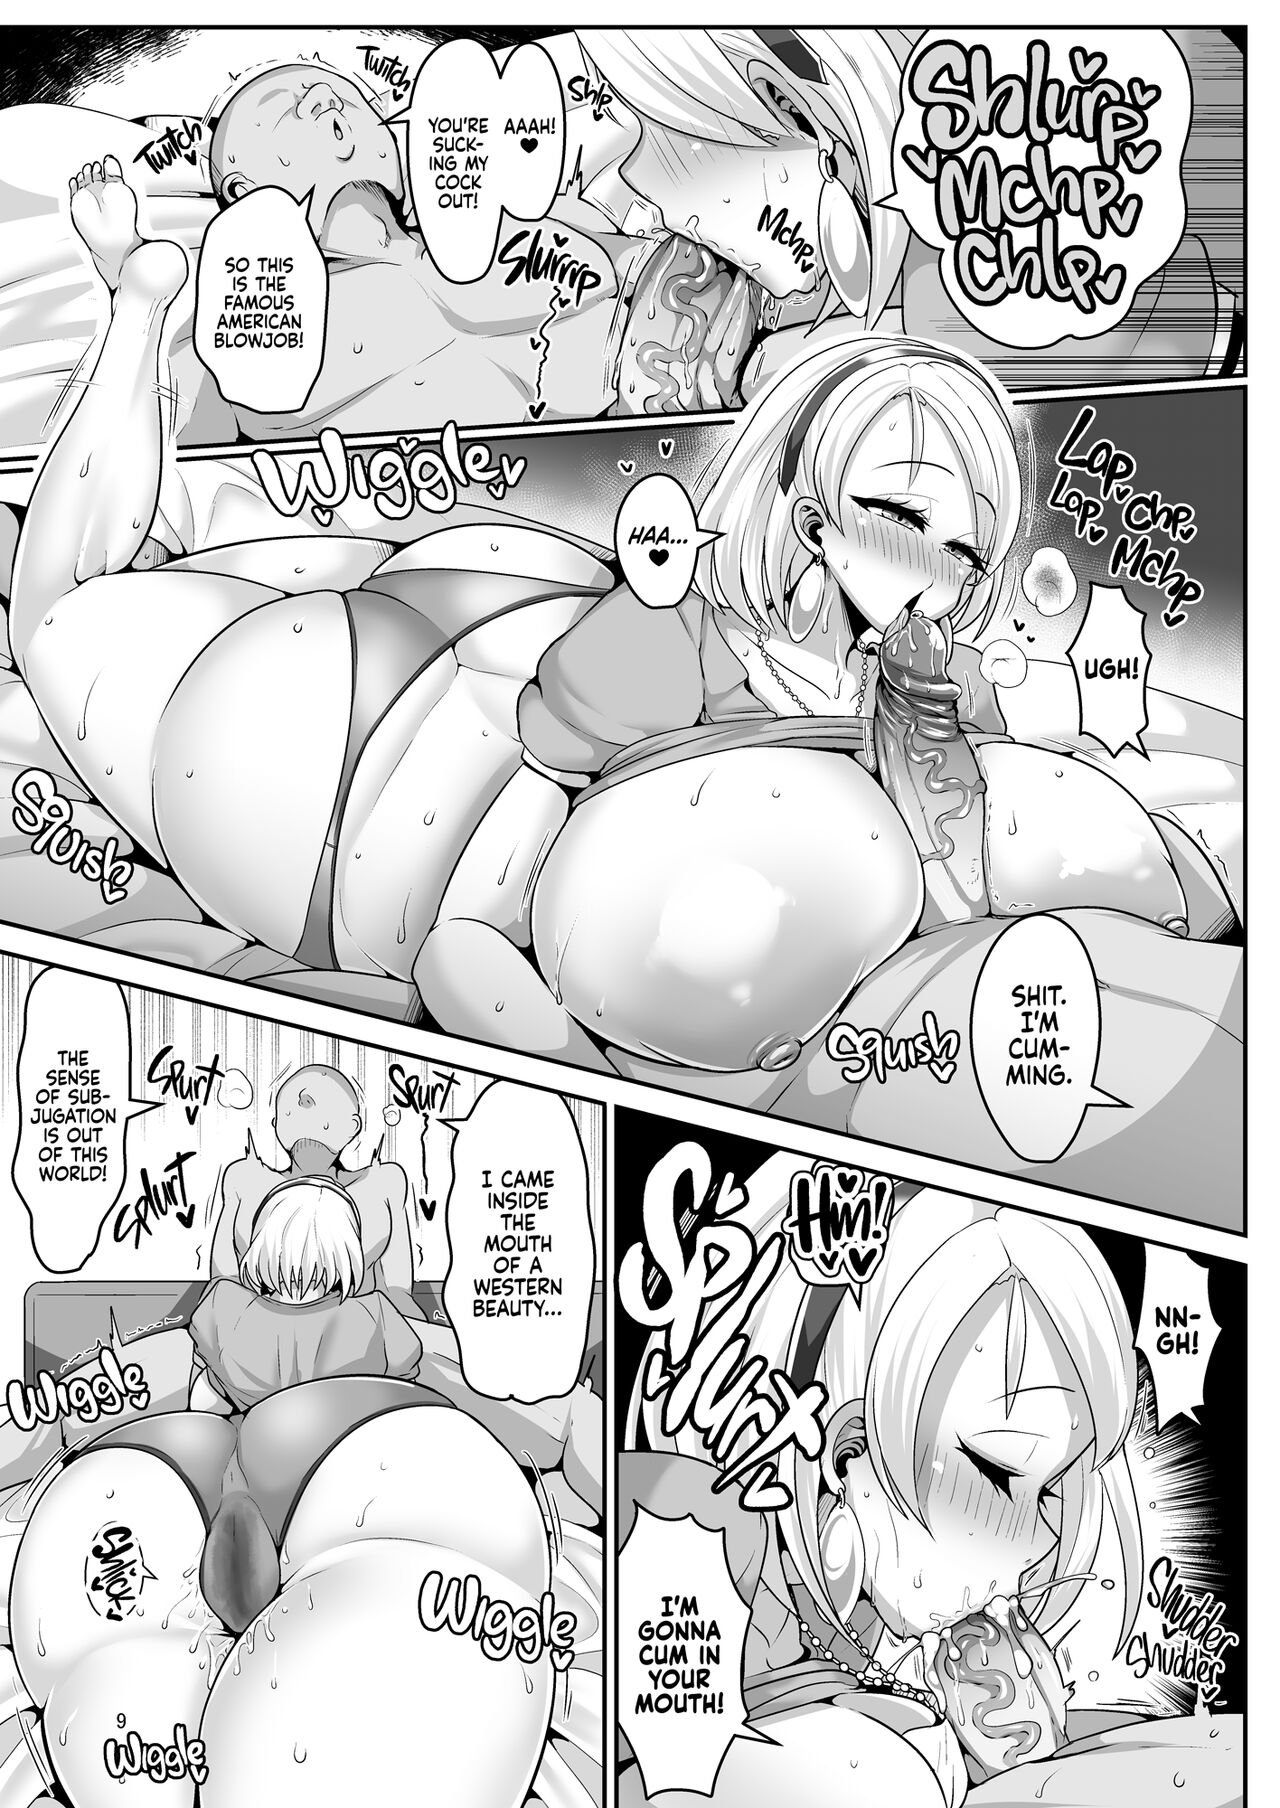 Shlurp
Mchp
Chlp
Twitch
Twitch
AAAH!
YOU'RE
SUCK-
ING MY
COCK
OUT!
Shlp
Mchp
Slurrrp
SO THIS
IS THE
FAMOUS
AMERICAN
BLOWJOB!
Wiggle
HAA...
Lap
Lap
Chp
Mchp
UGH!
Squish
SHIT.
I'M
CUM-
MING.
Squish
Hm!
NN-
GH!
Splurt
I'M
GONNA
CUM IN
YOUR
MOUTH!
Shudder
Shudder
THE
SENSE
OF SUB-
JUGATION
IS OUT
OF THIS
WORLD!
Spurt
Spurt
Splurt
I CAME
INSIDE
THE
MOUTH
OF A
WESTERN
BEAUTY...
Wiggle
Shlick
Wiggle
9
Wiggle